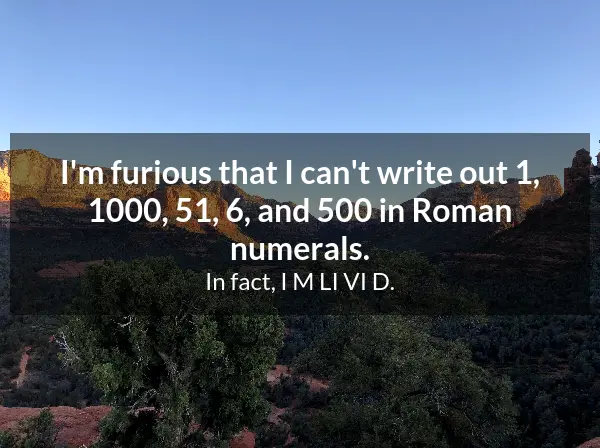 I'm furious that I can't write out 1,
1000, 51, 6, and 500 in Roman
numerals.
In fact, I M LI VI D.